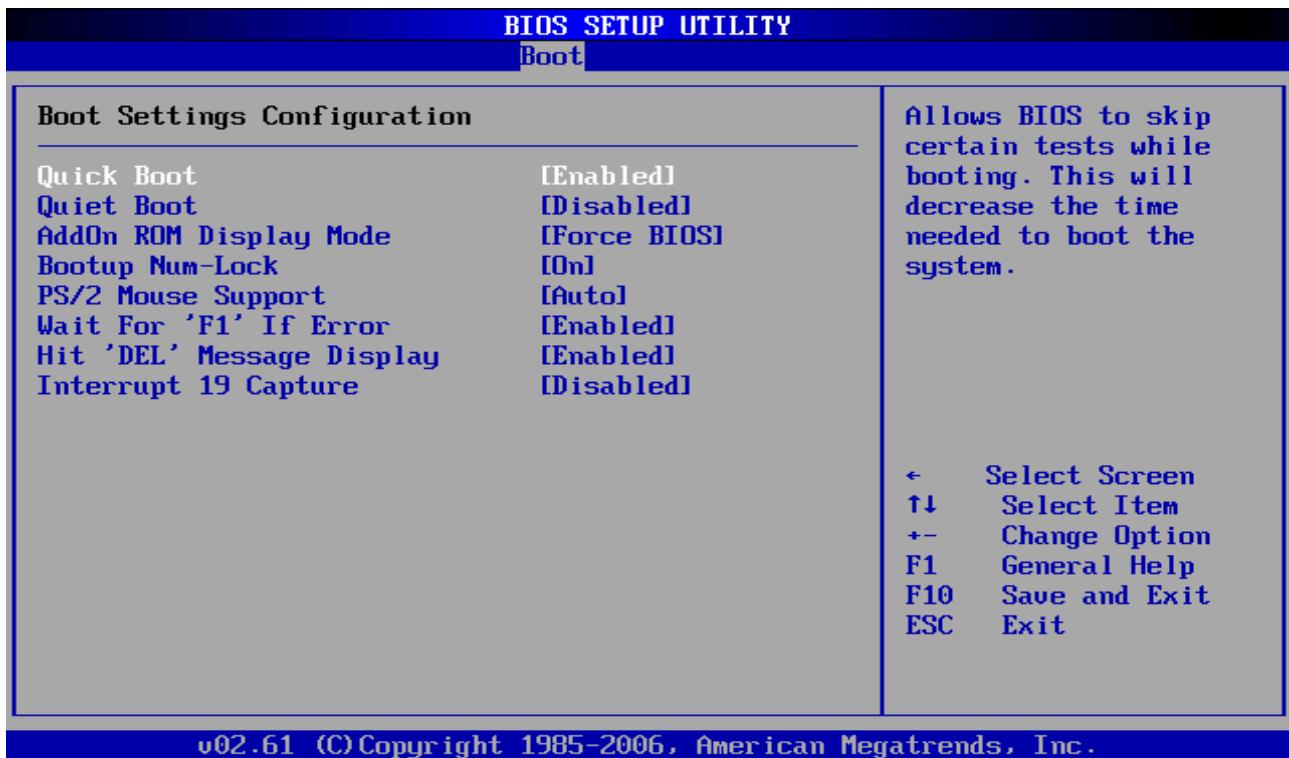 BIOS SETUP UTILITY
Boot
Boot Settings Configuration
Quick Boot [Enabled]
Quiet Boot [Disabled]
AddOn ROM Display Mode [Force BIOS]
Bootup Num-Lock [On]
PS/2 Mouse Support [Auto]
Wait For 'F1' If Error [Enabled]
Hit 'DEL' Message Display [Enabled]
Interrupt 19 Capture [Disabled]
Allows BIOS to skip
certain tests while
booting. This will
decrease the time
needed to boot the
system.
← Select Screen
↑↓ Select Item
+- Change Option
F1 General Help
F10 Save and Exit
ESC Exit
v02.61 (C)Copyright 1985-2006, American Megatrends, Inc.